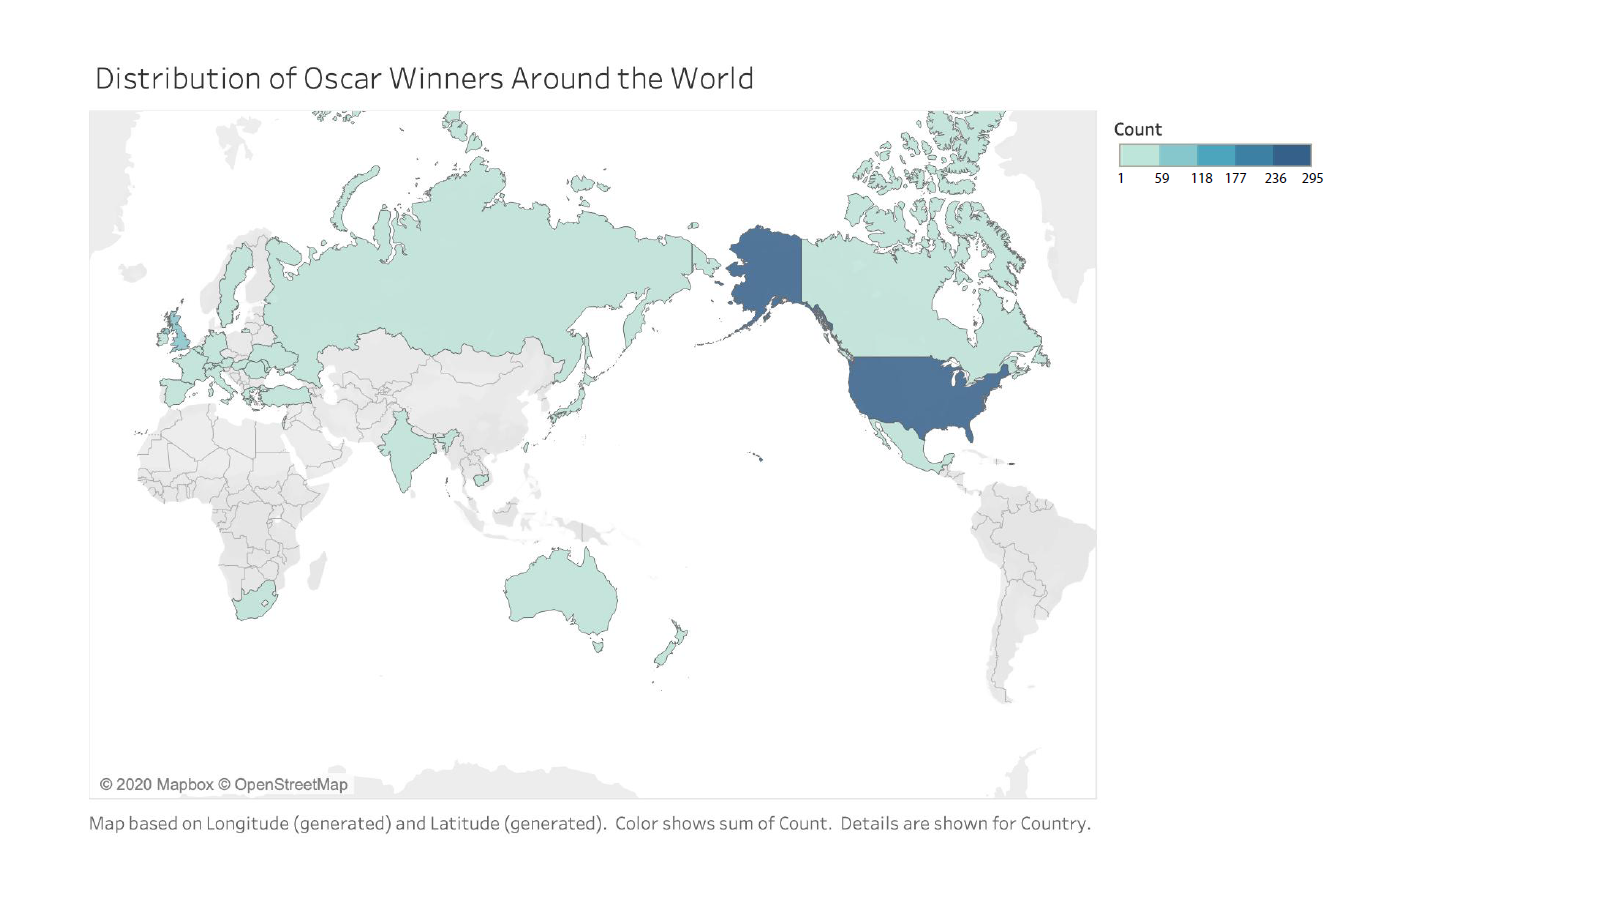 Distribution of Oscar Winners Around the World
Count
1 59 118 177 236 295
© 2020 Mapbox © OpenStreetMap
Map based on Longitude (generated) and Latitude (generated). Color shows sum of Count. Details are shown for Country.